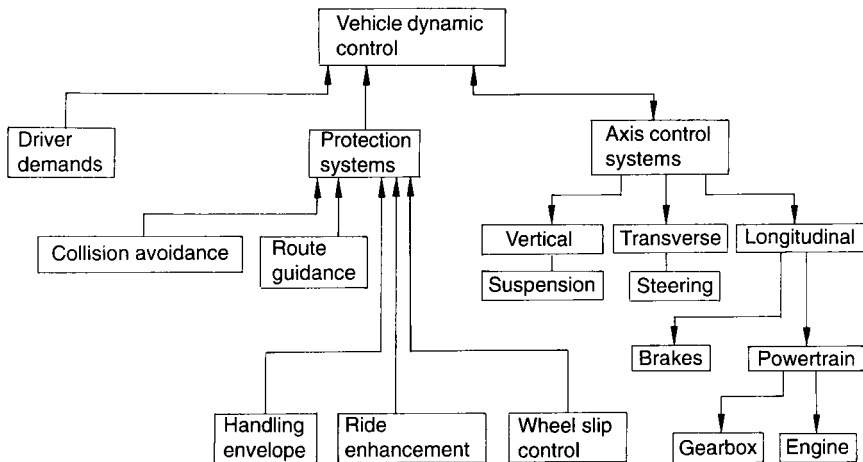 Vehicle dynamic
control
Driver
demands
Protection
systems
Axis control
systems
Collision avoidance
Route
guidance
Vertical
Transverse
Longitudinal
Suspension
Steering
Brakes
Powertrain
Handling
envelope
Ride
enhancement
Wheel slip
control
Gearbox
Engine